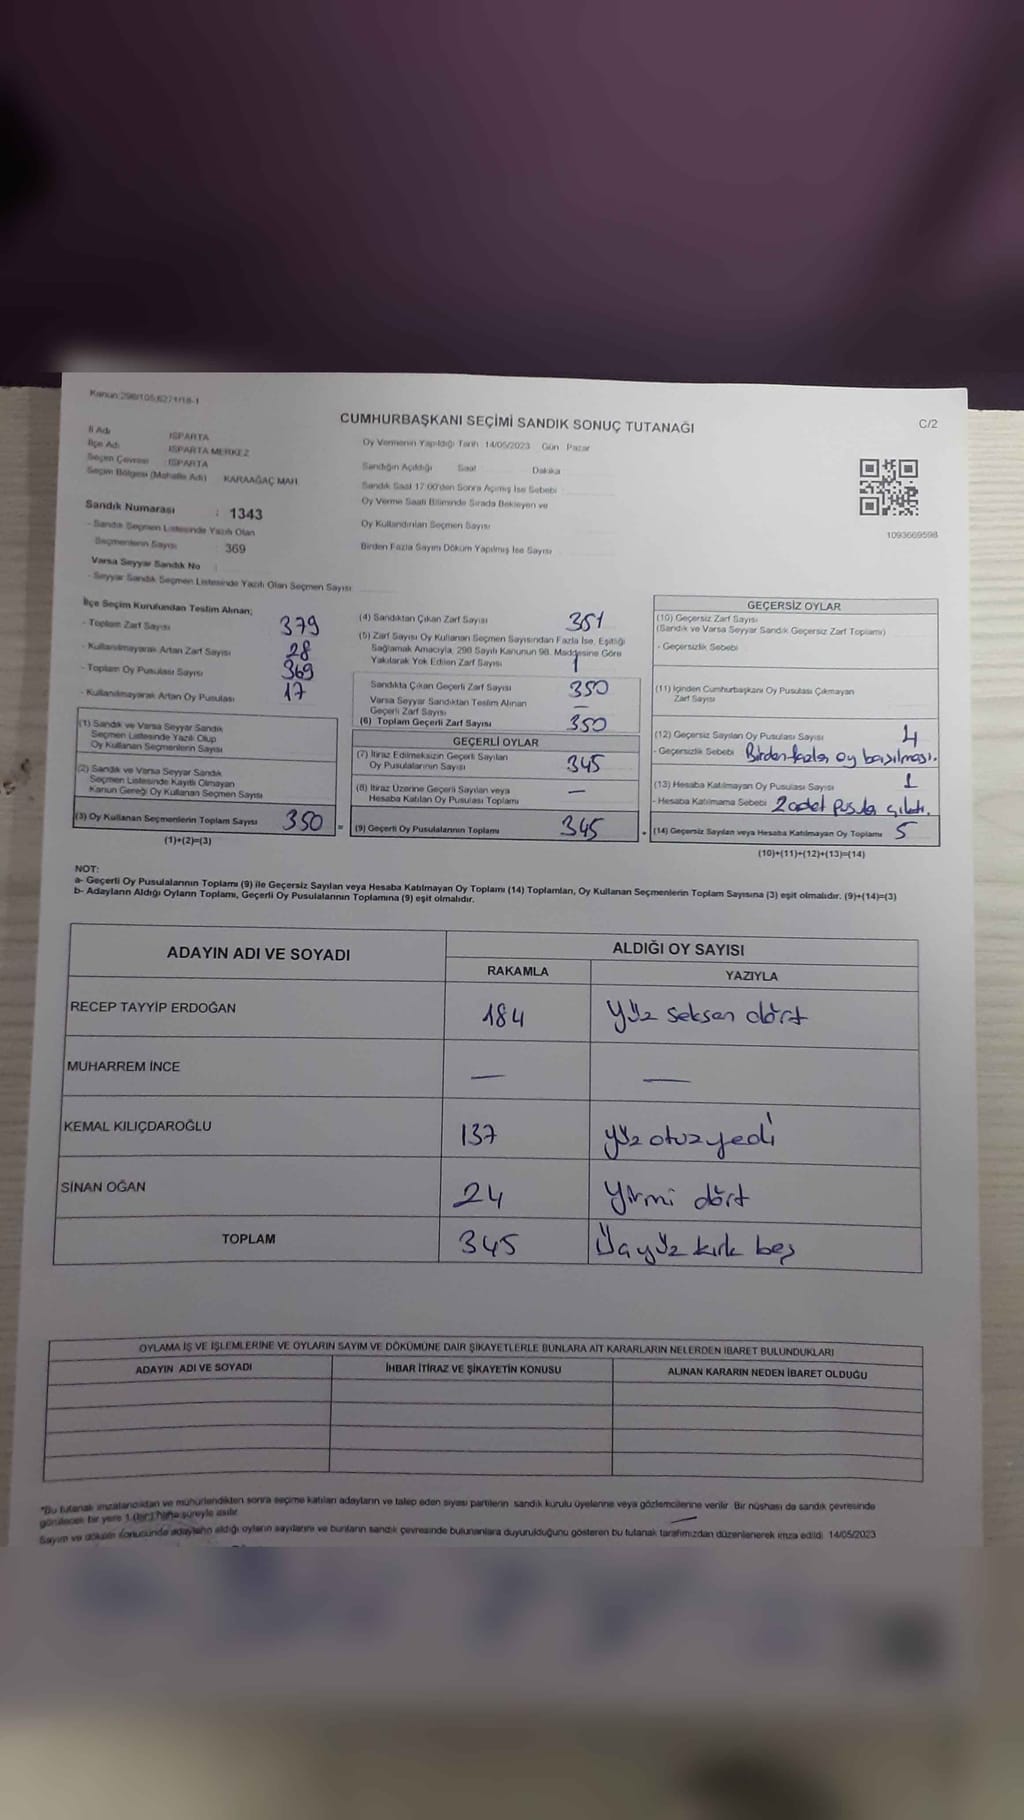 Kanun:298/105;6271/18-1
CUMHURBAŞKANI SEÇİMİ SANDIK SONUÇ TUTANAĞI
C/2
İl Adı ISPARTA
İlçe Adı ISPARTA MERKEZ
Seçim Çevresi : ISPARTA
Seçim Bölgesi (Mahalle Adı) KARAAĞAÇ MAH.
Oy Vermenin Yapıldığı Tarih 14/05/2023 Gün Pazar
Sandığın Açıldığı Saat Dakika
Sandık Saat 17:00'den Sonra Açılmış İse Sebebi
Oy Verme Saati Bitiminde Sırada Bekleyen ve
Oy Kullandırılan Seçmen Sayısı
Birden Fazla Sayım Döküm Yapılmış İse Sayısı
1093669598
Sandık Numarası : 1343
- Sandık Seçmen Listesinde Yazılı Olan
Seçmenlerin Sayısı 369
Varsa Seyyar Sandık No
- Seyyar Sandık Seçmen Listesinde Yazılı Olan Seçmen Sayısı
İlçe Seçim Kurulundan Teslim Alınan;
- Toplam Zarf Sayısı 379
- Kullanılmayarak Artan Zarf Sayısı 28
- Toplam Oy Pusulası Sayısı 369
- Kullanılmayarak Artan Oy Pusulası 17
(1) Sandık ve Varsa Seyyar Sandık
Seçmen Listesinde Yazılı Olup
Oy Kullanan Seçmenlerin Sayısı
(2) Sandık ve Varsa Seyyar Sandık
Seçmen Listesinde Kayıtlı Olmayan
Kanun Gereği Oy Kullanan Seçmen Sayısı
(3) Oy Kullanan Seçmenlerin Toplam Sayısı 350 =
(1)+(2)=(3)
(4) Sandıktan Çıkan Zarf Sayısı 351
(5) Zarf Sayısı Oy Kullanan Seçmen Sayısından Fazla İse, Eşitliği
Sağlamak Amacıyla, 298 Sayılı Kanunun 98. Maddesine Göre
Yakılarak Yok Edilen Zarf Sayısı 1
Sandıkta Çıkan Geçerli Zarf Sayısı 350
Varsa Seyyar Sandıktan Teslim Alınan
Geçerli Zarf Sayısı —
(6) Toplam Geçerli Zarf Sayısı 350
GEÇERLİ OYLAR
(7) İtiraz Edilmeksizin Geçerli Sayılan
Oy Pusulalarının Sayısı 345
(8) İtiraz Üzerine Geçerli Sayılan veya
Hesaba Katılan Oy Pusulası Toplamı —
(9) Geçerli Oy Pusulalarının Toplamı 345 +
GEÇERSİZ OYLAR
(10) Geçersiz Zarf Sayısı
(Sandık ve Varsa Seyyar Sandık Geçersiz Zarf Toplamı)
- Geçersizlik Sebebi
(11) İçinden Cumhurbaşkanı Oy Pusulası Çıkmayan
Zarf Sayısı
(12) Geçersiz Sayılan Oy Pusulası Sayısı 4
- Geçersizlik Sebebi Birden fazla oy basılması.
(13) Hesaba Katılmayan Oy Pusulası Sayısı 1
- Hesaba Katılmama Sebebi 2 adet pusula çıktı.
(14) Geçersiz Sayılan veya Hesaba Katılmayan Oy Toplamı 5
(10)+(11)+(12)+(13)=(14)
NOT:
a- Geçerli Oy Pusulalarının Toplamı (9) ile Geçersiz Sayılan veya Hesaba Katılmayan Oy Toplamı (14) Toplamları, Oy Kullanan Seçmenlerin Toplam Sayısına (3) eşit olmalıdır. (9)+(14)=(3)
b- Adayların Aldığı Oyların Toplamı, Geçerli Oy Pusulalarının Toplamına (9) eşit olmalıdır.
ADAYIN ADI VE SOYADI ALDIĞI OY SAYISI
RAKAMLA YAZIYLA
RECEP TAYYİP ERDOĞAN 184 Yüz seksen dört
MUHARREM İNCE — —
KEMAL KILIÇDAROĞLU 137 yüz otuz yedi
SİNAN OĞAN 24 Yirmi dört
TOPLAM 345 Üçyüz kırk beş
OYLAMA İŞ VE İŞLEMLERİNE VE OYLARIN SAYIM VE DÖKÜMÜNE DAİR ŞİKAYETLERLE BUNLARA AİT KARARLARIN NELERDEN İBARET BULUNDUKLARI
ADAYIN ADI VE SOYADI İHBAR İTİRAZ VE ŞİKAYETİN KONUSU ALINAN KARARIN NEDEN İBARET OLDUĞU
*Bu tutanak imzalandıktan ve mühürlendikten sonra seçime katılan adayların ve talep eden siyasi partilerin sandık kurulu üyelerine veya gözlemcilerine verilir. Bir nüshası da sandık çevresinde
görülecek bir yere 1 (bir) hafta süreyle asılır.
Sayım ve döküm sonucunda adayların aldığı oyların sayılarını ve bunların sandık çevresinde bulunanlara duyurulduğunu gösteren bu tutanak tarafımızdan düzenlenerek imza edildi. 14/05/2023